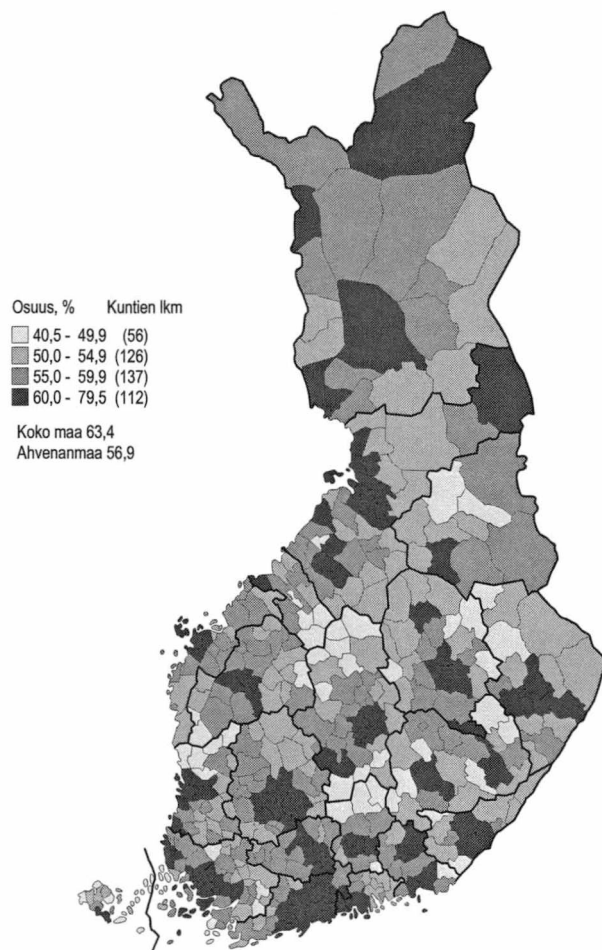 Osuus, % Kuntien lkm
40,5 - 49,9 (56)
50,0 - 54,9 (126)
55,0 - 59,9 (137)
60,0 - 79,5 (112)
Koko maa 63,4
Ahvenanmaa 56,9